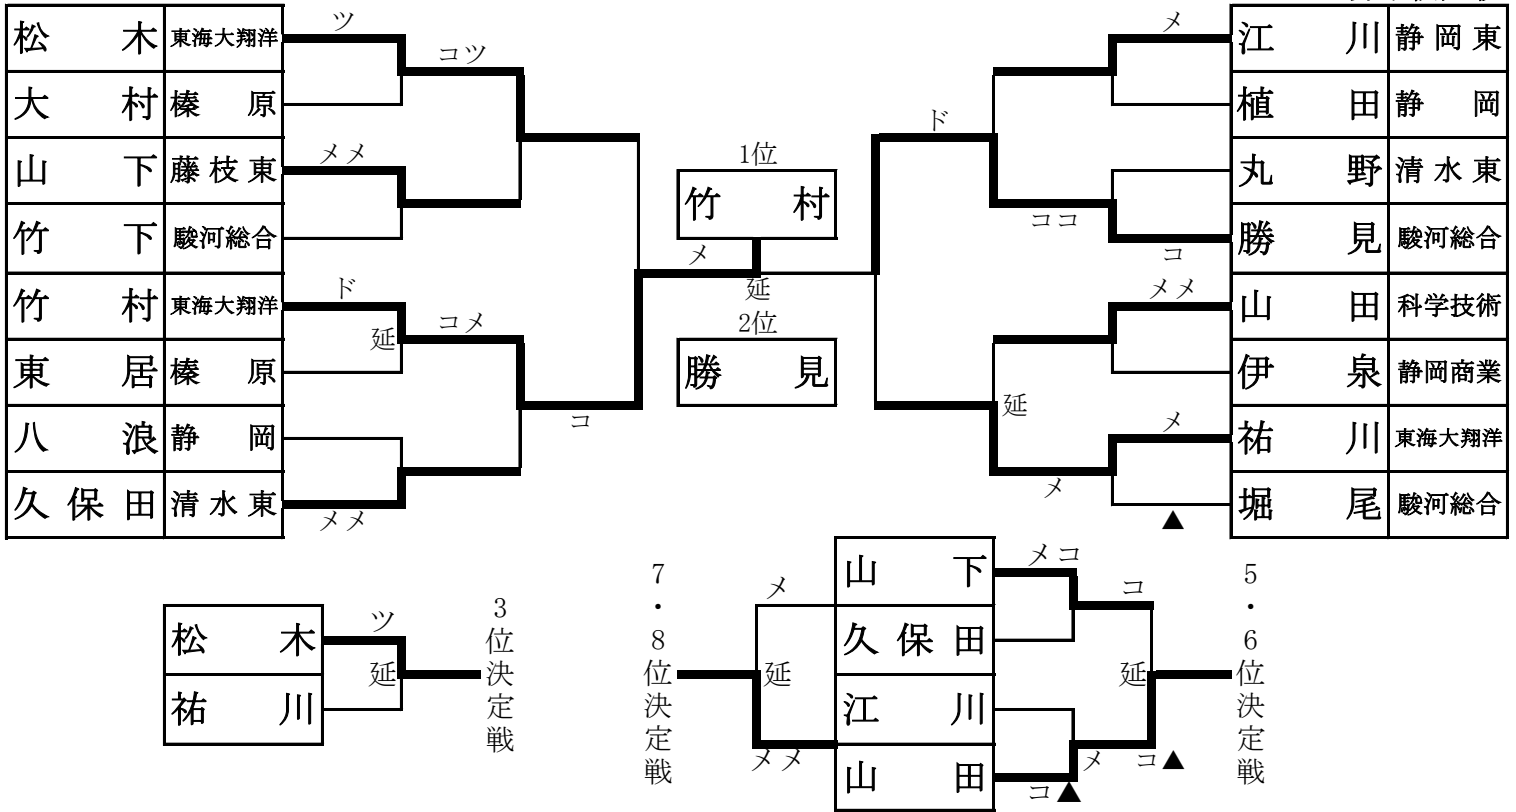 松木 東海大翔洋
大村 榛原
山下 藤枝東
竹下 駿河総合
竹村 東海大翔洋
東居 榛原
八浪 静岡
久保田 清水東
ツ
コツ
メメ
ド
延
コメ
コ
メメ
1位
竹村
メ
延
2位
勝見
江川 静岡東
植田 静岡
丸野 清水東
勝見 駿河総合
山田 科学技術
伊泉 静岡商業
祐川 東海大翔洋
堀尾 駿河総合
メ
ド
ココ
コ
メメ
延
メ
メ
▲
松木
祐川
ツ
延
3位決定戦
7・8位決定戦
メ
延
メメ
山下
久保田
江川
山田
メコ
コ
延
メ
コ▲
コ▲
5・6位決定戦